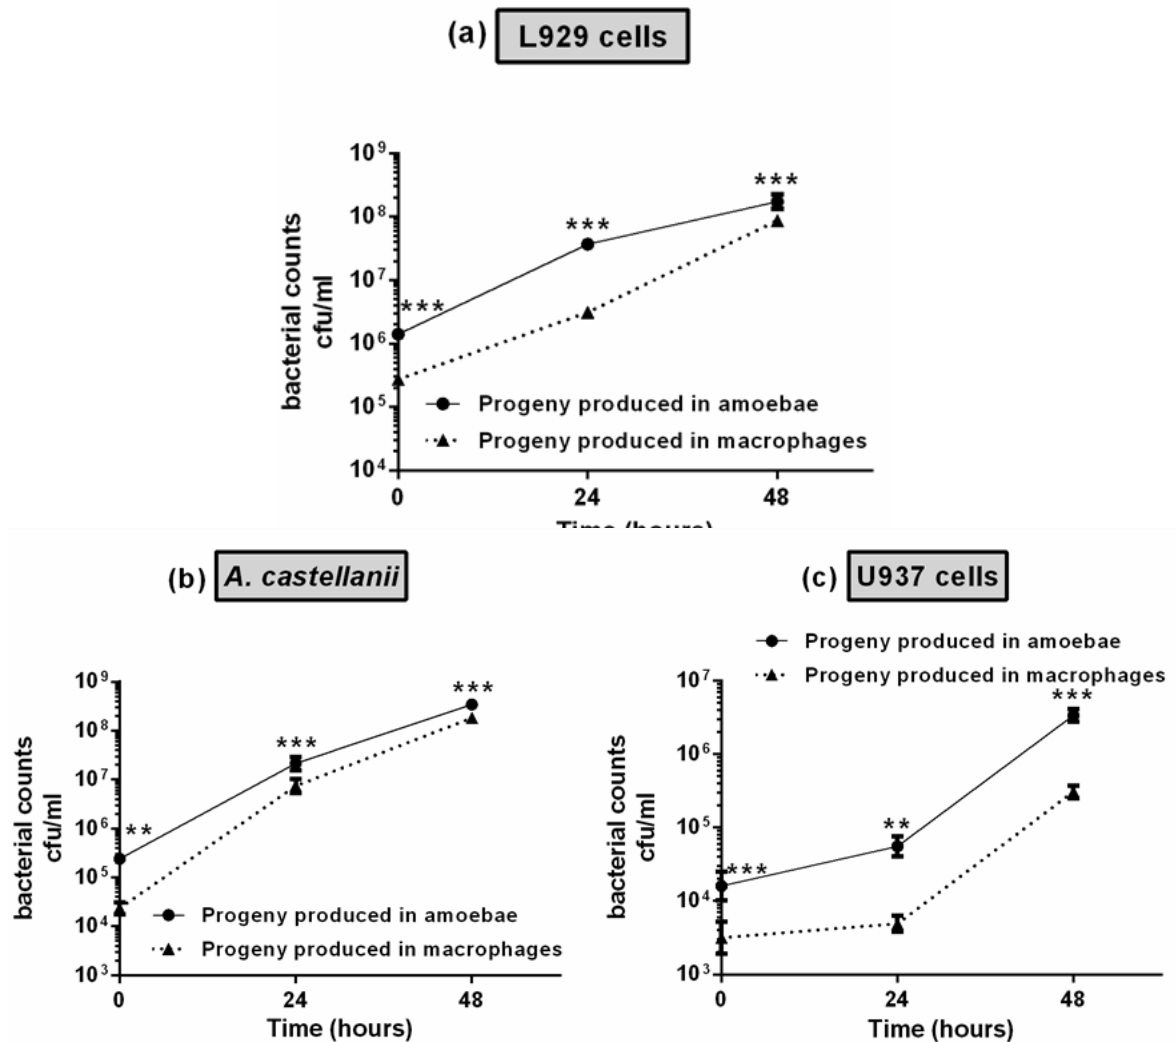 (a) L929 cells
10⁹
***
10⁸
***
10⁷
***
10⁶
10⁵
10⁴
bacterial counts
cfu/ml
Progeny produced in amoebae
Progeny produced in macrophages
0 24 48
Time (hours)
(b) A. castellanii
10⁹
***
10⁸
***
10⁷
10⁶
**
10⁵
10⁴
10³
bacterial counts
cfu/ml
Progeny produced in amoebae
Progeny produced in macrophages
0 24 48
Time (hours)
(c) U937 cells
Progeny produced in amoebae
Progeny produced in macrophages
10⁷
***
10⁶
10⁵
**
***
10⁴
10³
bacterial counts
cfu/ml
0 24 48
Time (hours)